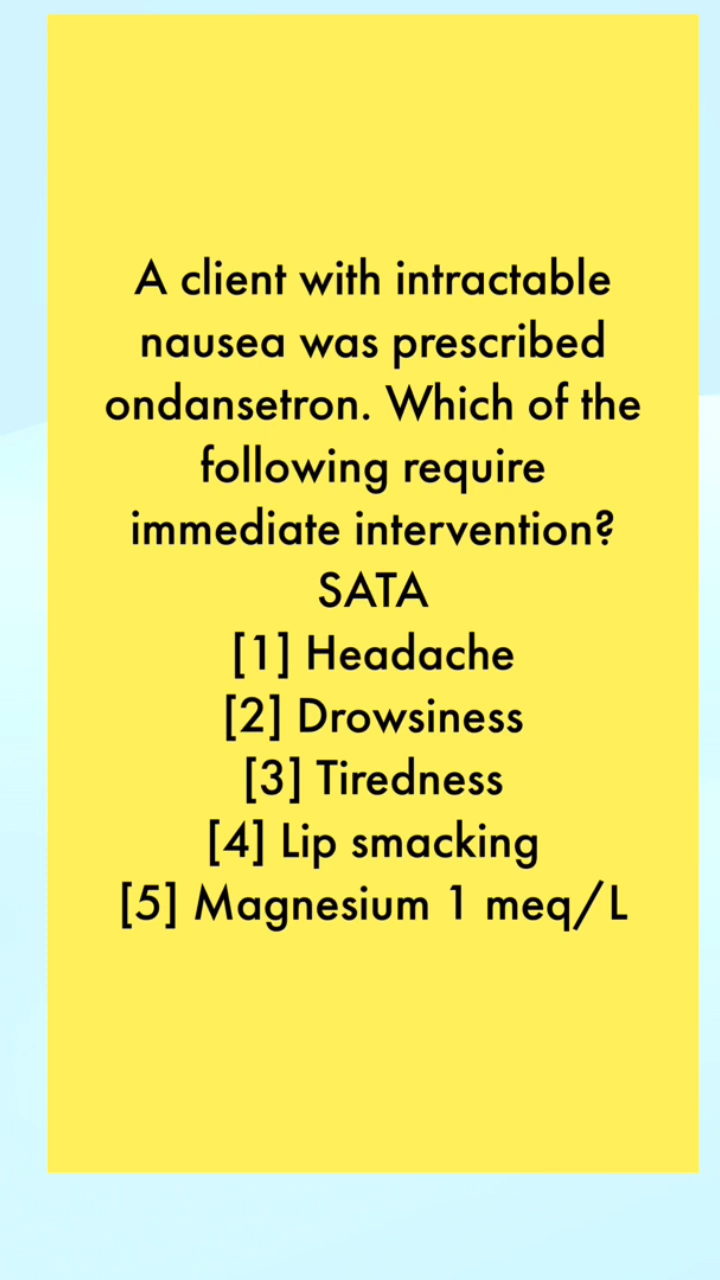 A client with intractable
nausea was prescribed
ondansetron. Which of the
following require
immediate intervention?
SATA
[1] Headache
[2] Drowsiness
[3] Tiredness
[4] Lip smacking
[5] Magnesium 1 meq/L